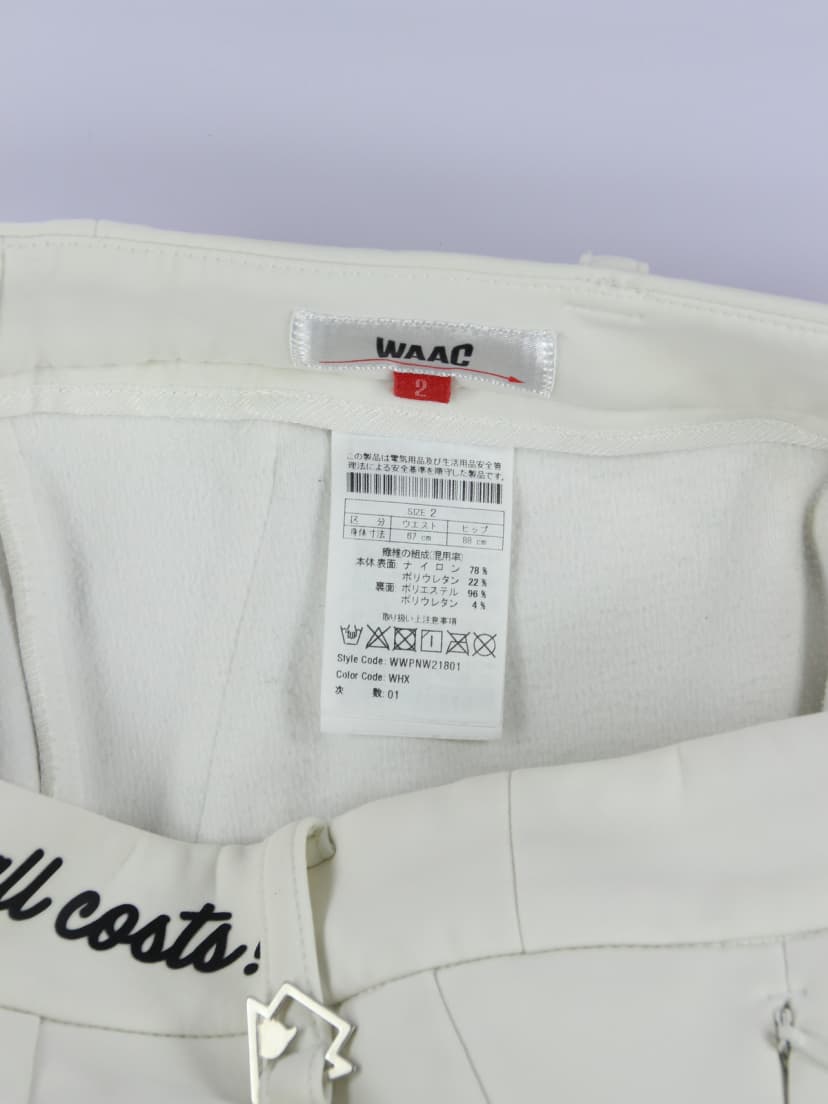 WAAC
2
この製品は電気用品及び生活用品安全管
理法による安全基準を順守した製品です。
SIZE 2
区 分 ウエスト ヒップ
身体寸法 67 cm 88 cm
繊維の組成(混用率)
本体表面: ナイロン 78 %
ポリウレタン 22 %
裏面: ポリエステル 96 %
ポリウレタン 4 %
取り扱い上注意事項
Style Code: WWPNW21801
Color Code: WHX
次 数: 01
all costs!